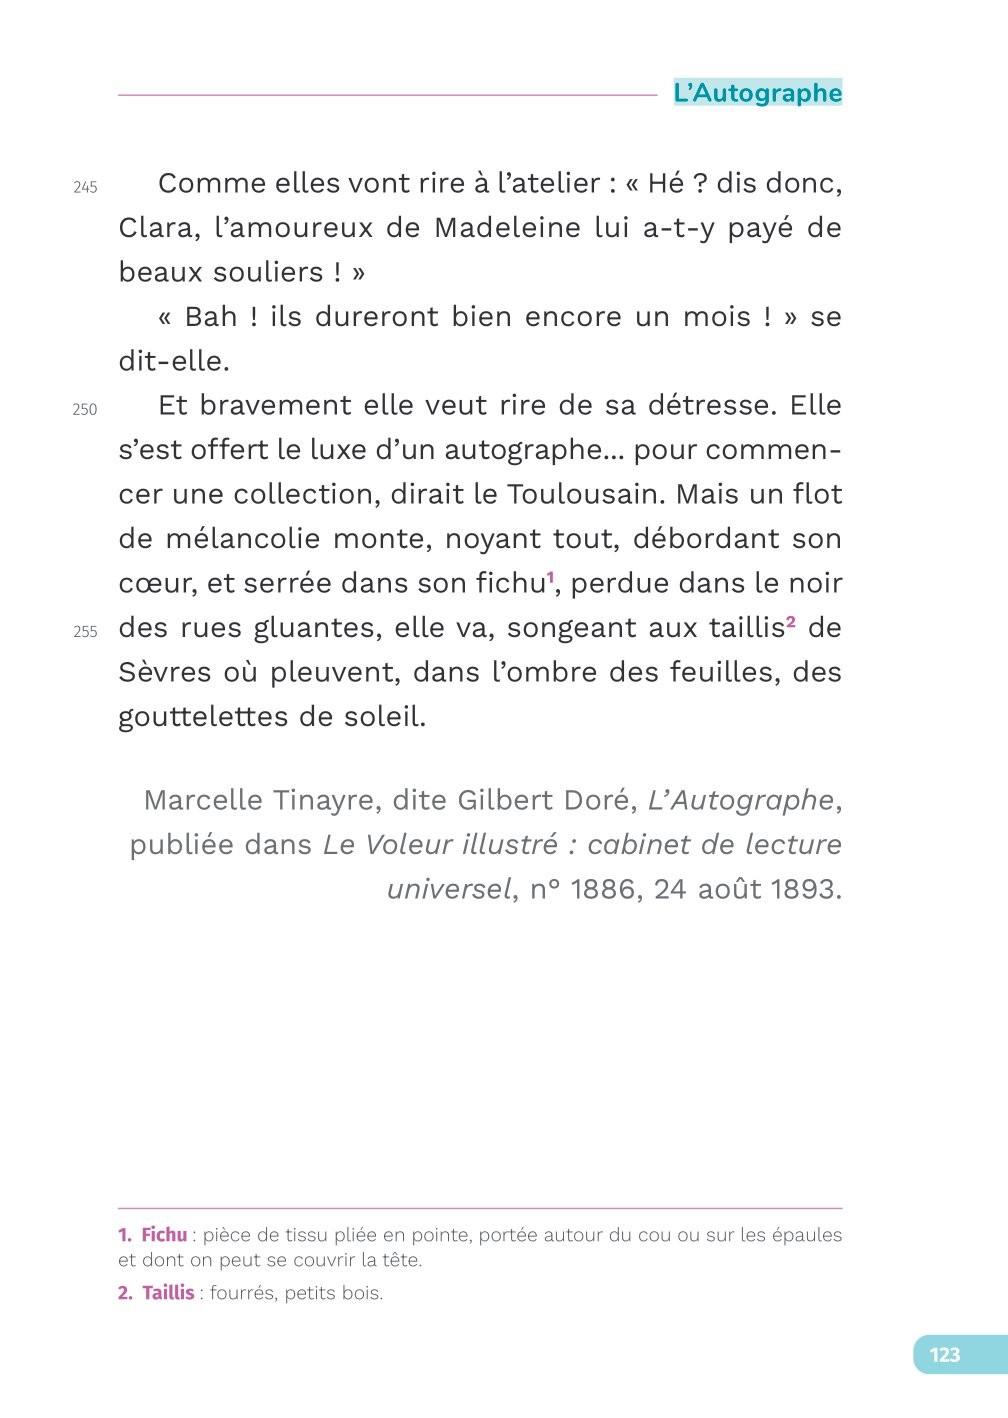 L’Autographe
245 Comme elles vont rire à l’atelier : « Hé ? dis donc,
Clara, l’amoureux de Madeleine lui a-t-y payé de
beaux souliers ! »
« Bah ! ils dureront bien encore un mois ! » se
dit-elle.
250 Et bravement elle veut rire de sa détresse. Elle
s’est offert le luxe d’un autographe... pour commen-
cer une collection, dirait le Toulousain. Mais un flot
de mélancolie monte, noyant tout, débordant son
cœur, et serrée dans son fichu¹, perdue dans le noir
255 des rues gluantes, elle va, songeant aux taillis² de
Sèvres où pleuvent, dans l’ombre des feuilles, des
gouttelettes de soleil.
Marcelle Tinayre, dite Gilbert Doré, L’Autographe,
publiée dans Le Voleur illustré : cabinet de lecture
universel, n° 1886, 24 août 1893.
1. Fichu : pièce de tissu pliée en pointe, portée autour du cou ou sur les épaules
et dont on peut se couvrir la tête.
2. Taillis : fourrés, petits bois.
123